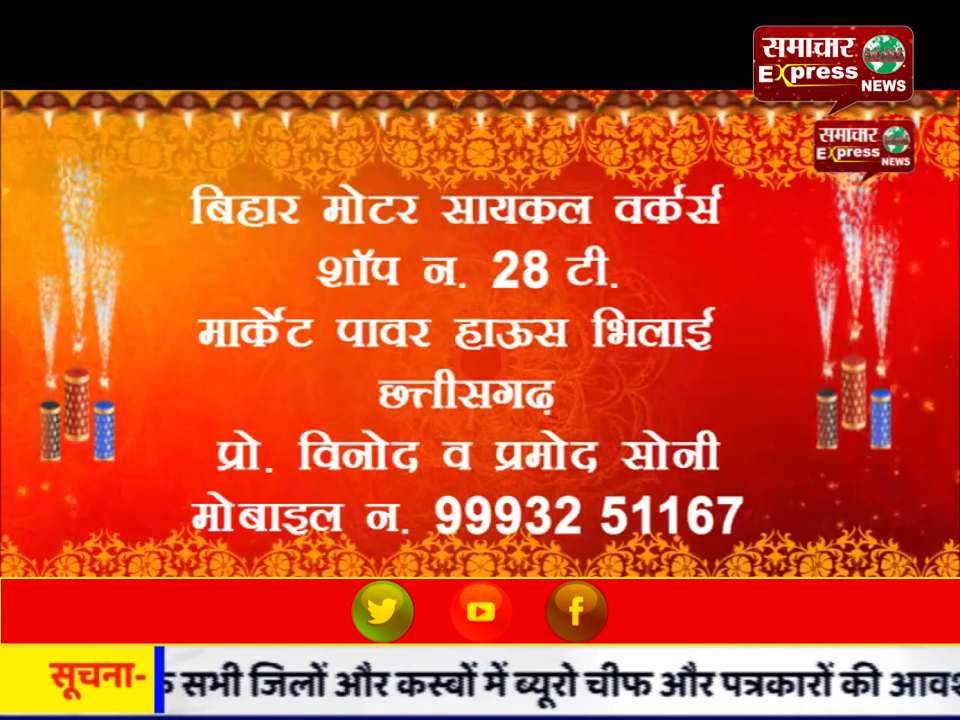 समाचार
Express
NEWS
समाचार
Express
NEWS
बिहार मोटर सायकल वर्कर्स
शॉप न. 28 टी.
मार्केट पावर हाऊस भिलाई
छत्तीसगढ़
प्रो. विनोद व प्रमोद सोनी
मोबाइल न. 99932 51167
सूचना- सभी जिलों और कस्बों में ब्यूरो चीफ और पत्रकारों की